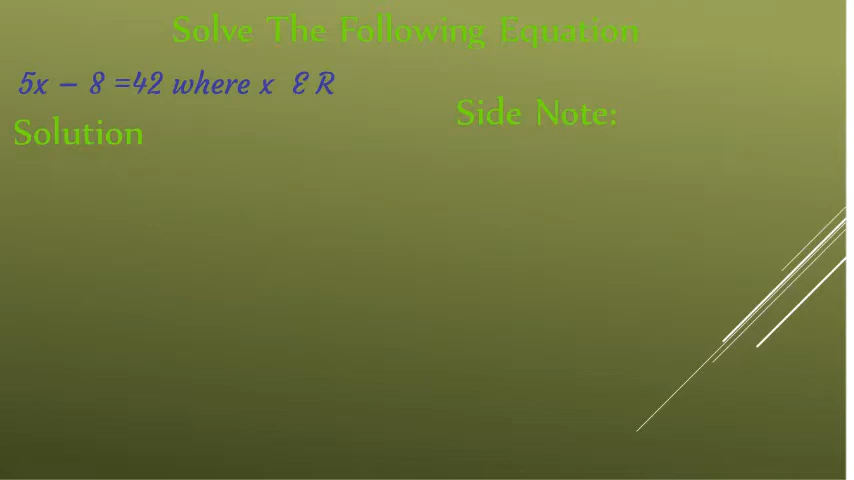 Solve The Following Equation
5x – 8 =42 where x E R
Side Note:
Solution